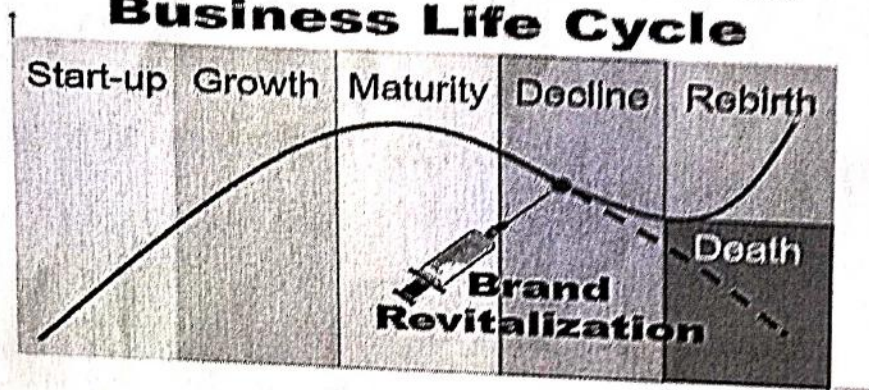 Business Life Cycle
Start-up Growth Maturity Decline Rebirth
Death
Brand
Revitalization